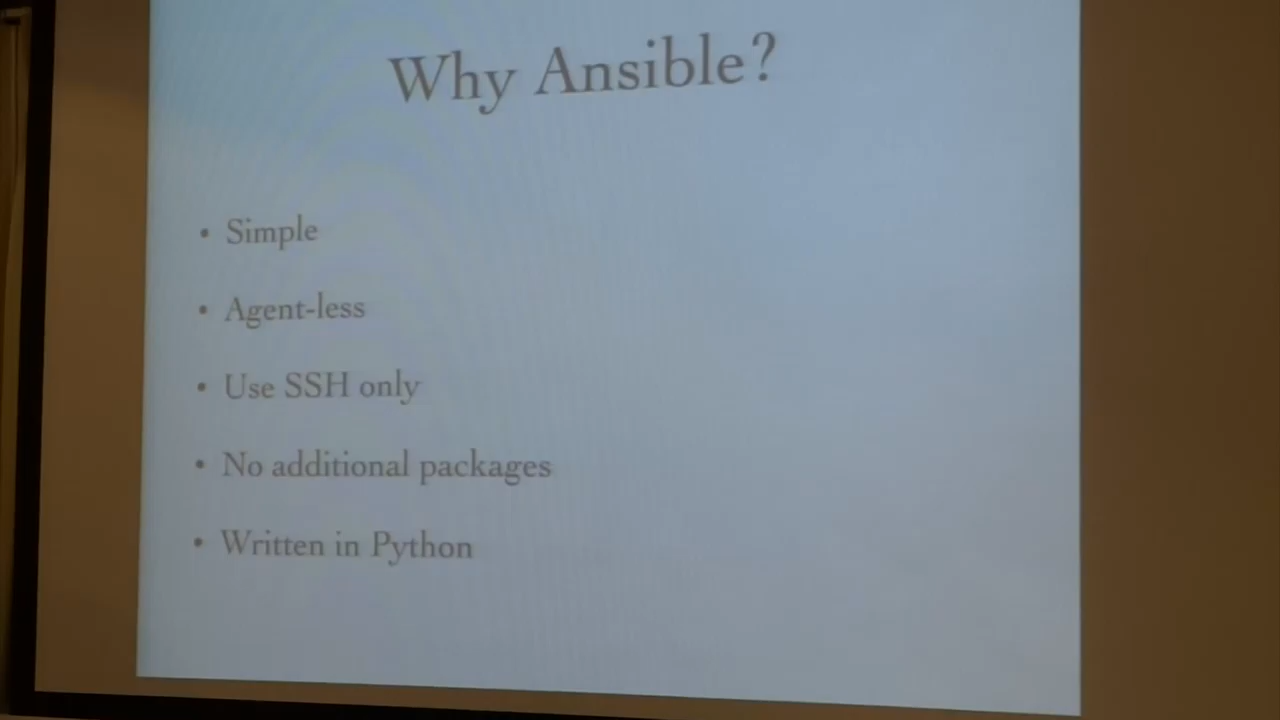 Why Ansible?
• Simple
• Agent-less
• Use SSH only
• No additional packages
• Written in Python